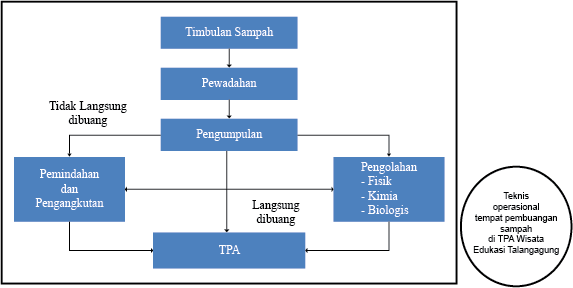 Timbulan Sampah
Pewadahan
Tidak Langsung
dibuang
Pengumpulan
Pemindahan
dan
Pengangkutan
Pengolahan
- Fisik
- Kimia
- Biologis
Langsung
dibuang
TPA
Teknis
operasional
tempat pembuangan
sampah
di TPA Wisata
Edukasi Talangagung